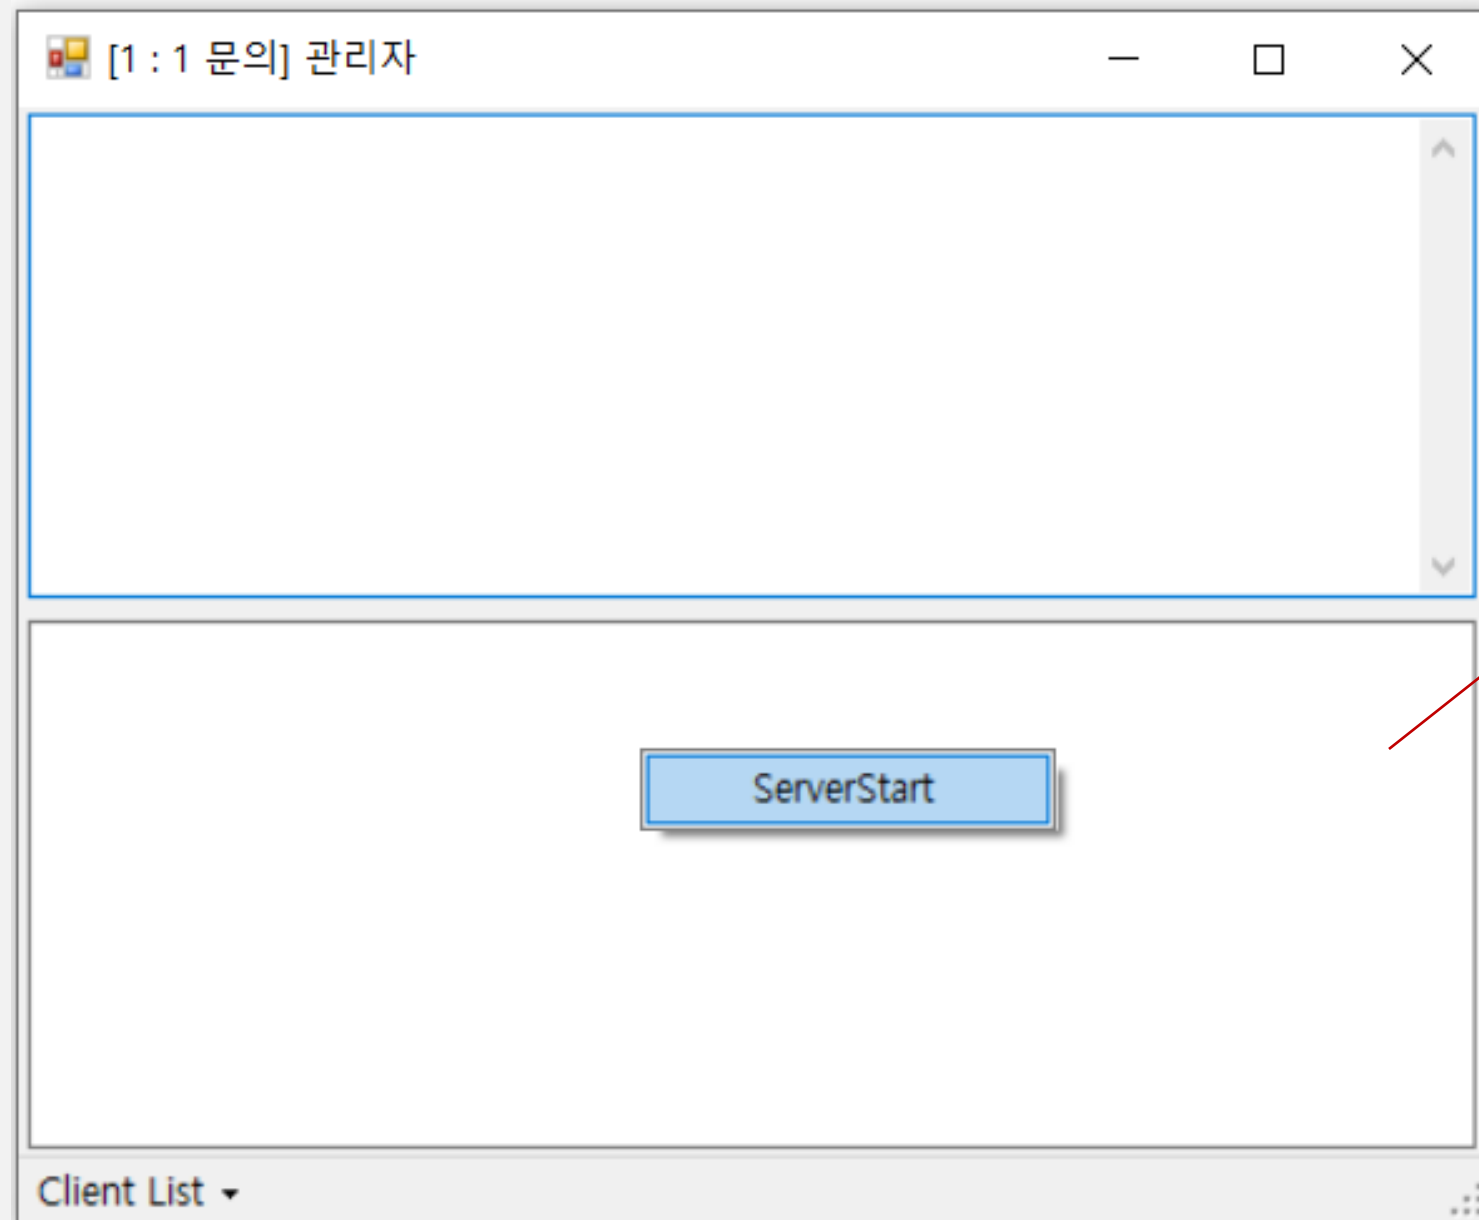 [1 : 1 문의] 관리자
ServerStart
Client List